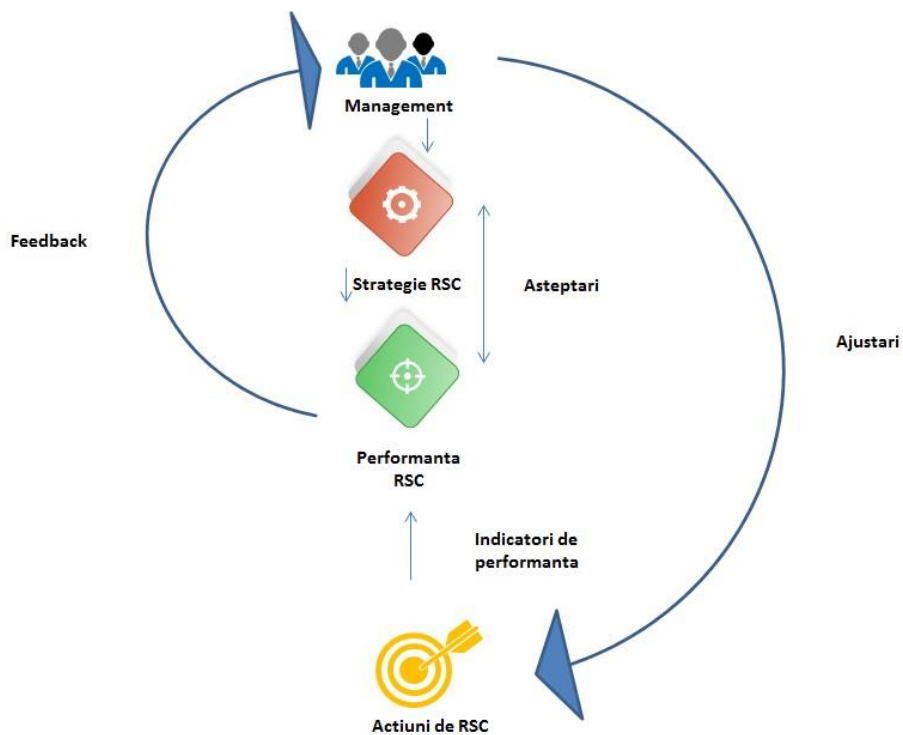 Management
Feedback
Strategie RSC
Asteptari
Ajustari
Performanta
RSC
Indicatori de
performanta
Actiuni de RSC